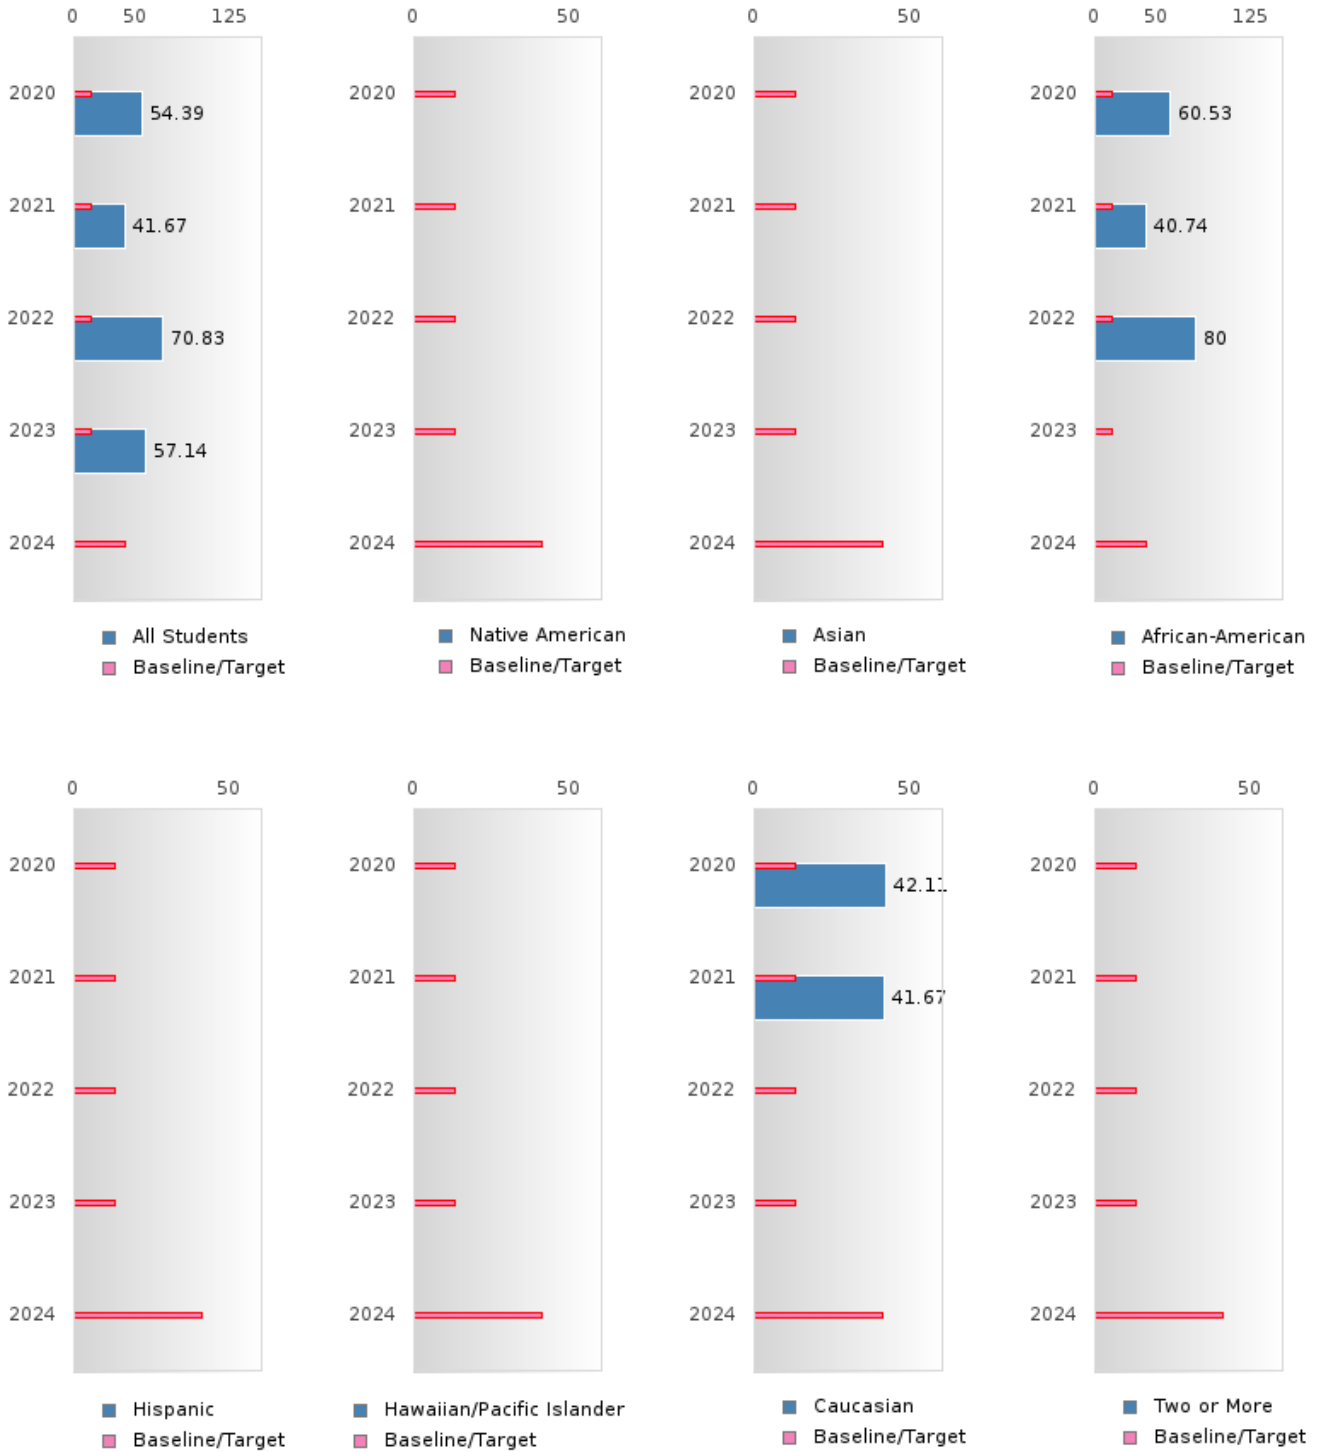 0 50 125
2020 54.39
2021 41.67
2022 70.83
2023 57.14
2024
All Students
Baseline/Target
0 50
2020
2021
2022
2023
2024
Native American
Baseline/Target
0 50
2020
2021
2022
2023
2024
Asian
Baseline/Target
0 50 125
2020 60.53
2021 40.74
2022 80
2023
2024
African-American
Baseline/Target
0 50
2020
2021
2022
2023
2024
Hispanic
Baseline/Target
0 50
2020
2021
2022
2023
2024
Hawaiian/Pacific Islander
Baseline/Target
0 50
2020 42.11
2021 41.67
2022
2023
2024
Caucasian
Baseline/Target
0 50
2020
2021
2022
2023
2024
Two or More
Baseline/Target